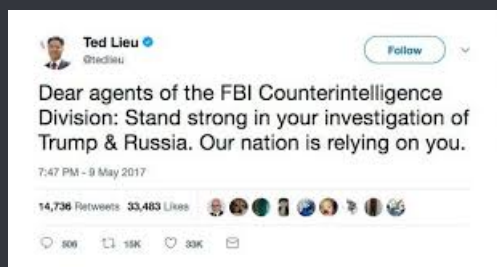 Ted Lieu
@tedlieu
Follow
Dear agents of the FBI Counterintelligence
Division: Stand strong in your investigation of
Trump & Russia. Our nation is relying on you.
7:47 PM - 9 May 2017
14,736 Retweets 33,483 Likes
506 15K 33K